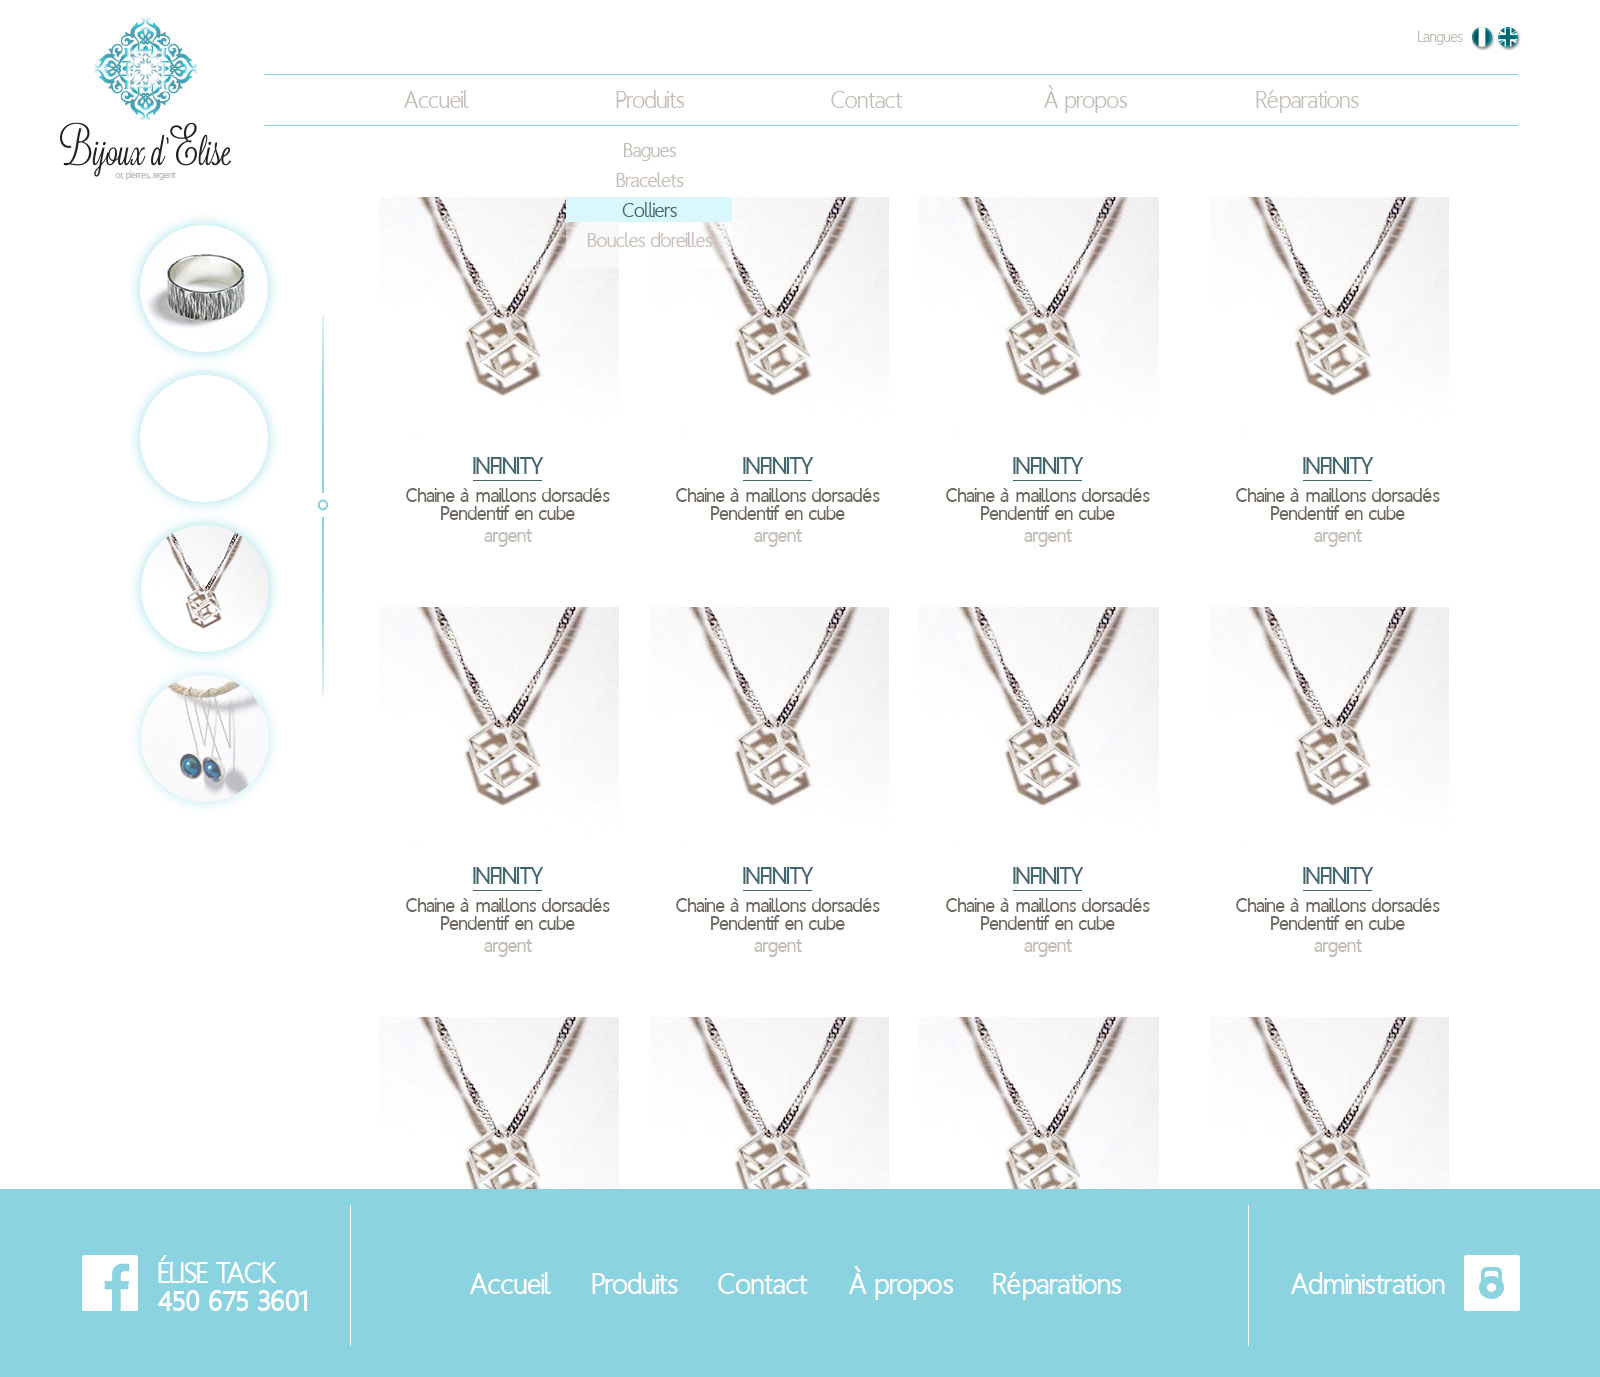 Langues
Accueil Produits Contact À propos Réparations
Bijoux d'Élise
or, pierres, argent
Bagues
Bracelets
Colliers
Boucles d'oreilles
INFINITY INFINITY INFINITY INFINITY
Chaine à maillons dorsadés Chaine à maillons dorsadés Chaine à maillons dorsadés Chaine à maillons dorsadés
Pendentif en cube Pendentif en cube Pendentif en cube Pendentif en cube
argent argent argent argent
INFINITY INFINITY INFINITY INFINITY
Chaine à maillons dorsadés Chaine à maillons dorsadés Chaine à maillons dorsadés Chaine à maillons dorsadés
Pendentif en cube Pendentif en cube Pendentif en cube Pendentif en cube
argent argent argent argent
ÉLISE TACK
450 675 3601
Accueil Produits Contact À propos Réparations
Administration